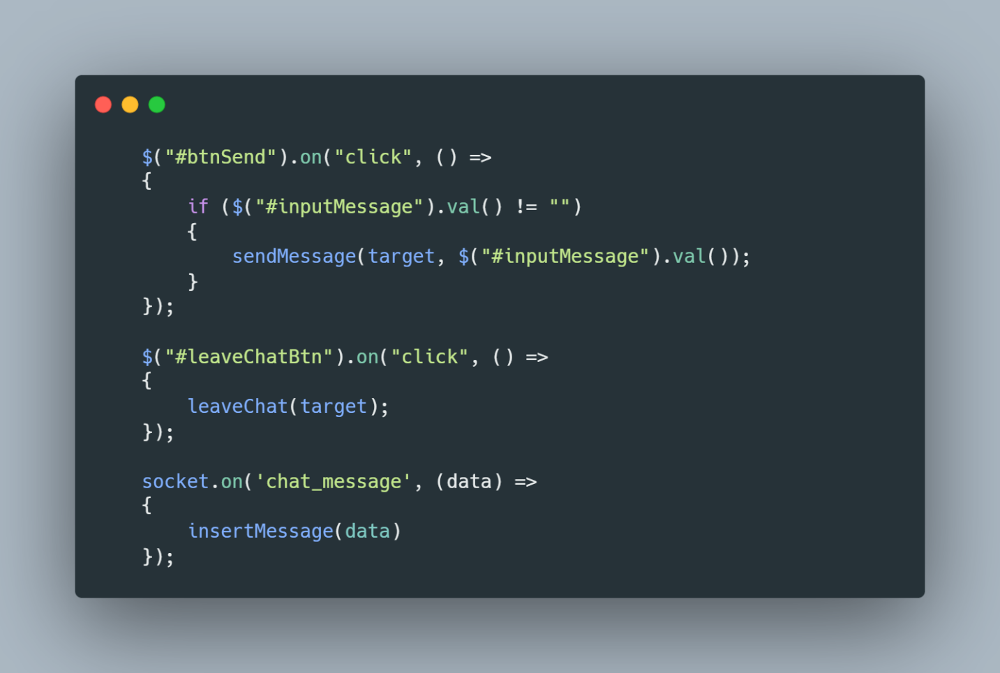 $("#btnSend").on("click", () =>
{
    if ($("#inputMessage").val() != "")
    {
        sendMessage(target, $("#inputMessage").val());
    }
});

$("#leaveChatBtn").on("click", () =>
{
    leaveChat(target);
});

socket.on('chat_message', (data) =>
{
    insertMessage(data)
});